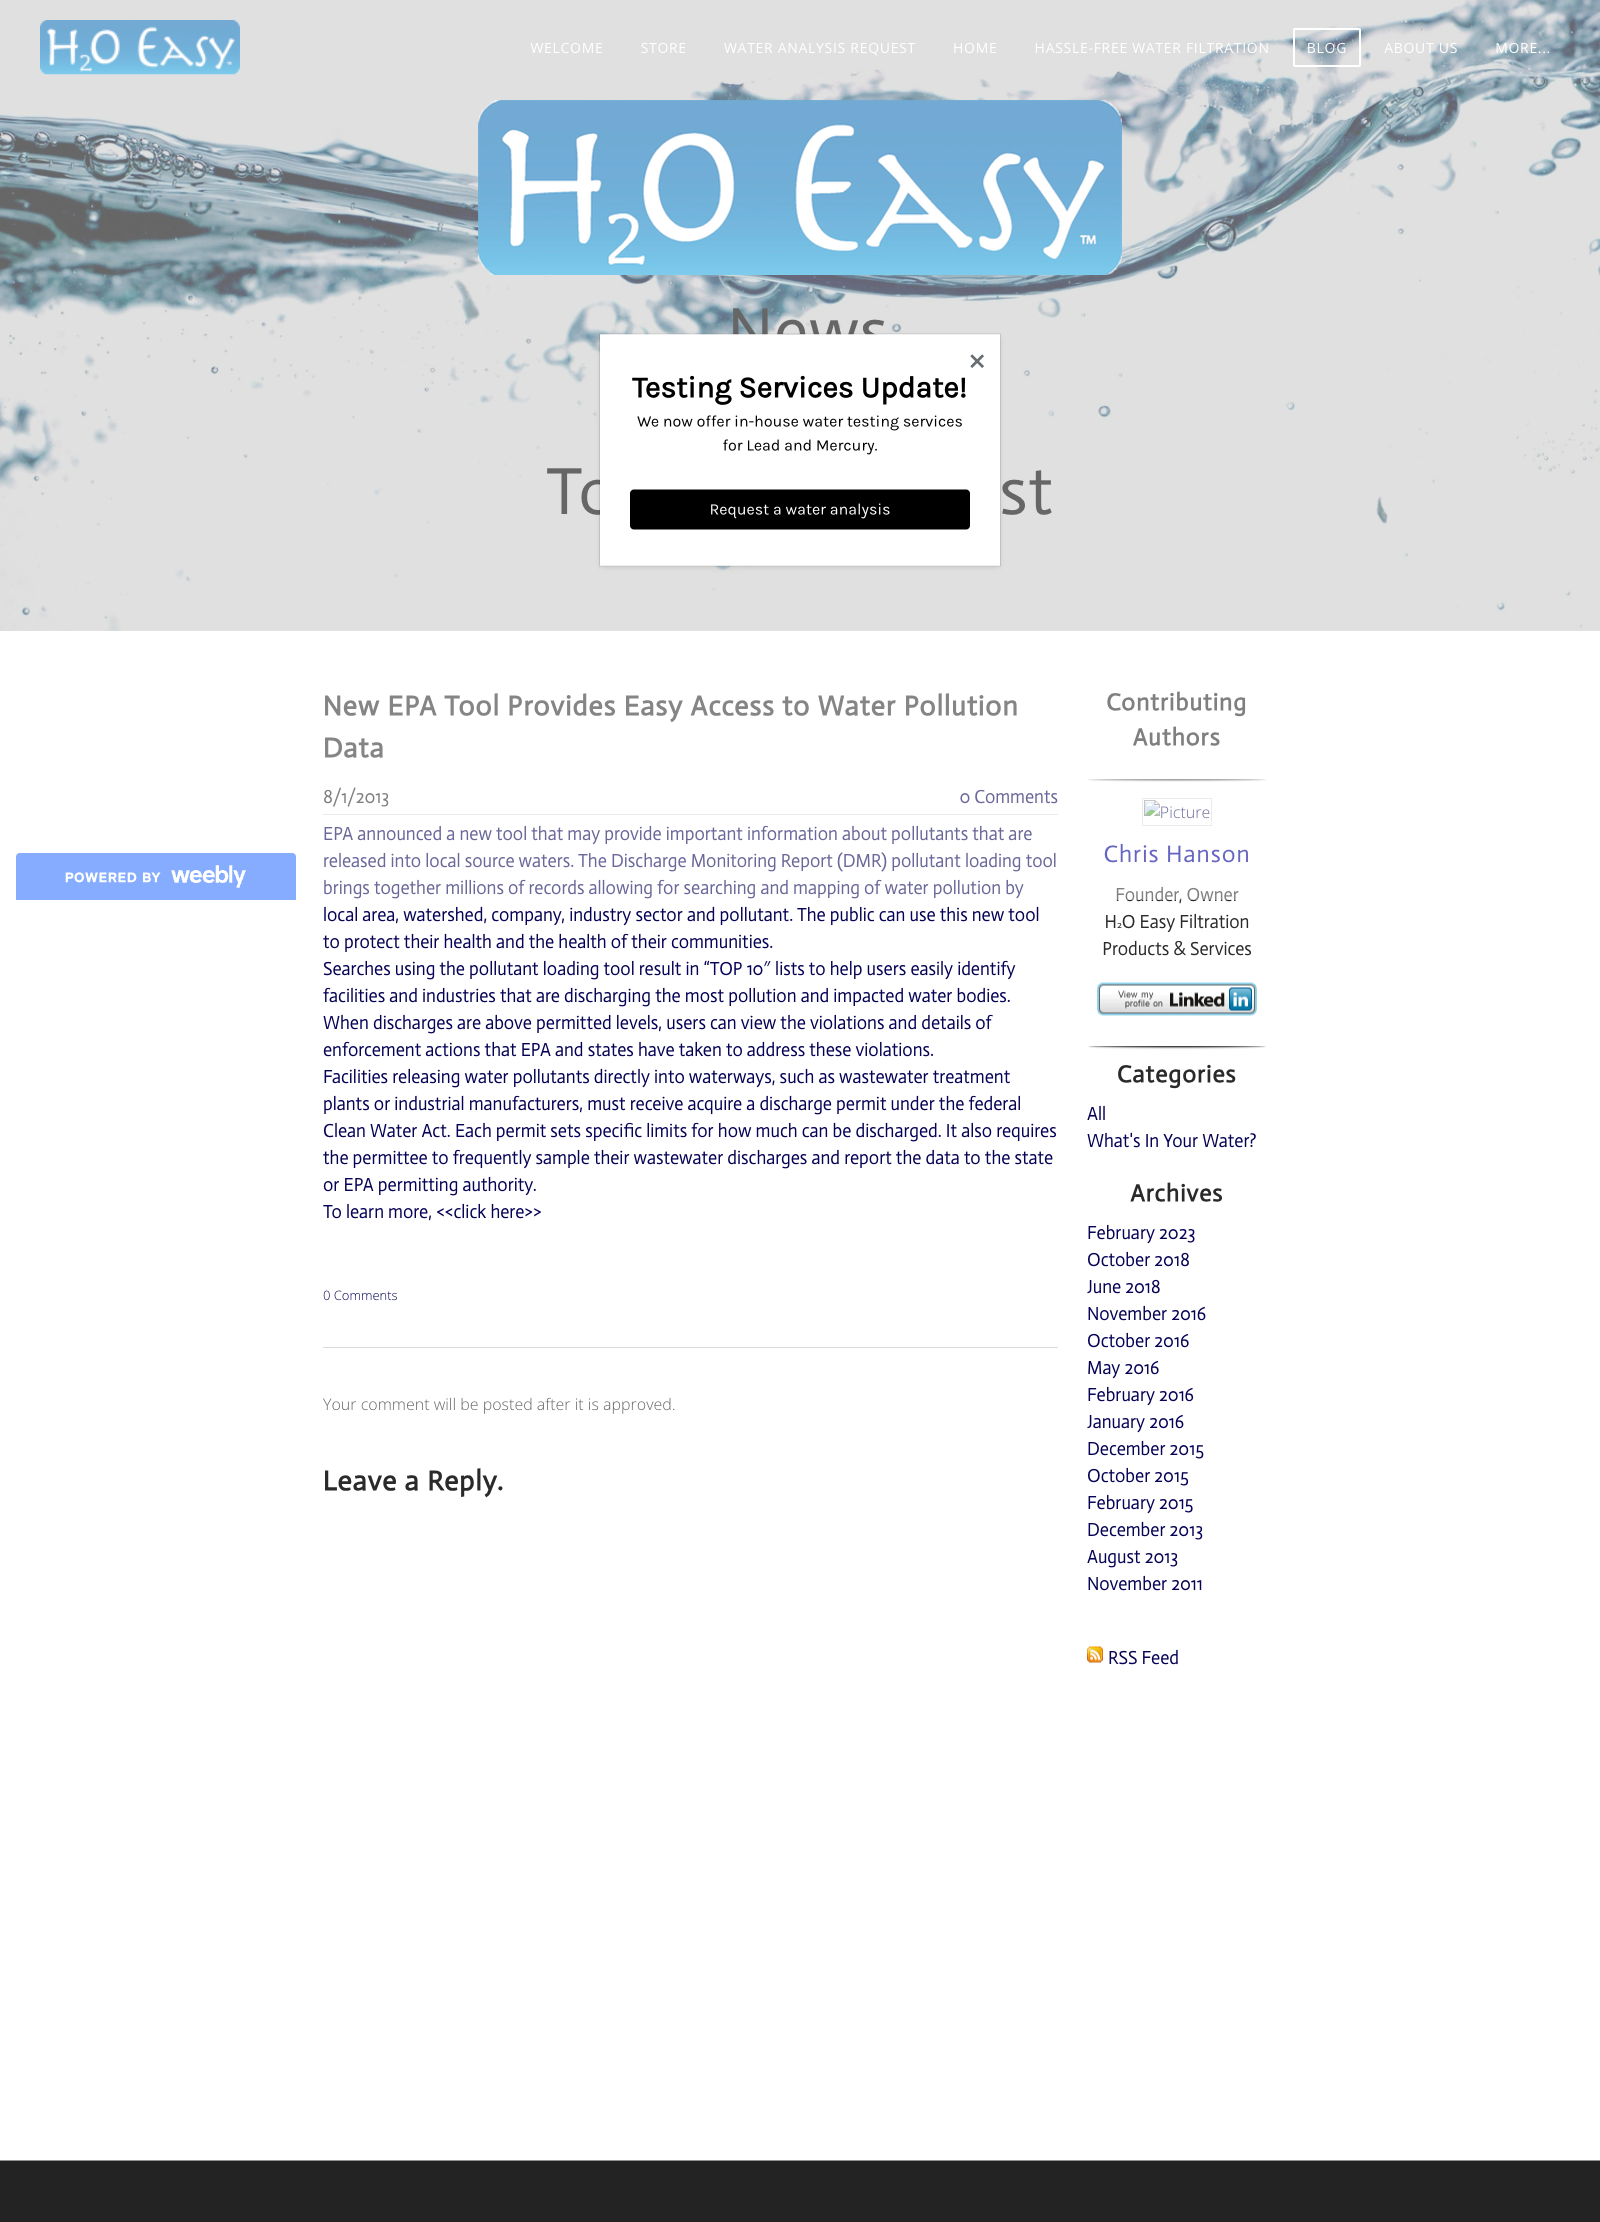 H2O Easy
WELCOME
STORE
WATER ANALYSIS REQUEST
HOME
HASSLE-FREE WATER FILTRATION
BLOG
ABOUT US
MORE...
H2O Easy™
News
Testing Services Update!
We now offer in-house water testing services
for Lead and Mercury.
Request a water analysis
New EPA Tool Provides Easy Access to Water Pollution
Data
8/1/2013
0 Comments
EPA announced a new tool that may provide important information about pollutants that are
released into local source waters. The Discharge Monitoring Report (DMR) pollutant loading tool
brings together millions of records allowing for searching and mapping of water pollution by
local area, watershed, company, industry sector and pollutant. The public can use this new tool
to protect their health and the health of their communities.
Searches using the pollutant loading tool result in “TOP 10″ lists to help users easily identify
facilities and industries that are discharging the most pollution and impacted water bodies.
When discharges are above permitted levels, users can view the violations and details of
enforcement actions that EPA and states have taken to address these violations.
Facilities releasing water pollutants directly into waterways, such as wastewater treatment
plants or industrial manufacturers, must receive acquire a discharge permit under the federal
Clean Water Act. Each permit sets specific limits for how much can be discharged. It also requires
the permittee to frequently sample their wastewater discharges and report the data to the state
or EPA permitting authority.
To learn more, <<click here>>
0 Comments
Your comment will be posted after it is approved.
Leave a Reply.
Contributing
Authors
Picture
Chris Hanson
Founder, Owner
H₂O Easy Filtration
Products & Services
View my
profile on
Linked in
Categories
All
What's In Your Water?
Archives
February 2023
October 2018
June 2018
November 2016
October 2016
May 2016
February 2016
January 2016
December 2015
October 2015
February 2015
December 2013
August 2013
November 2011
RSS Feed
POWERED BY weebly